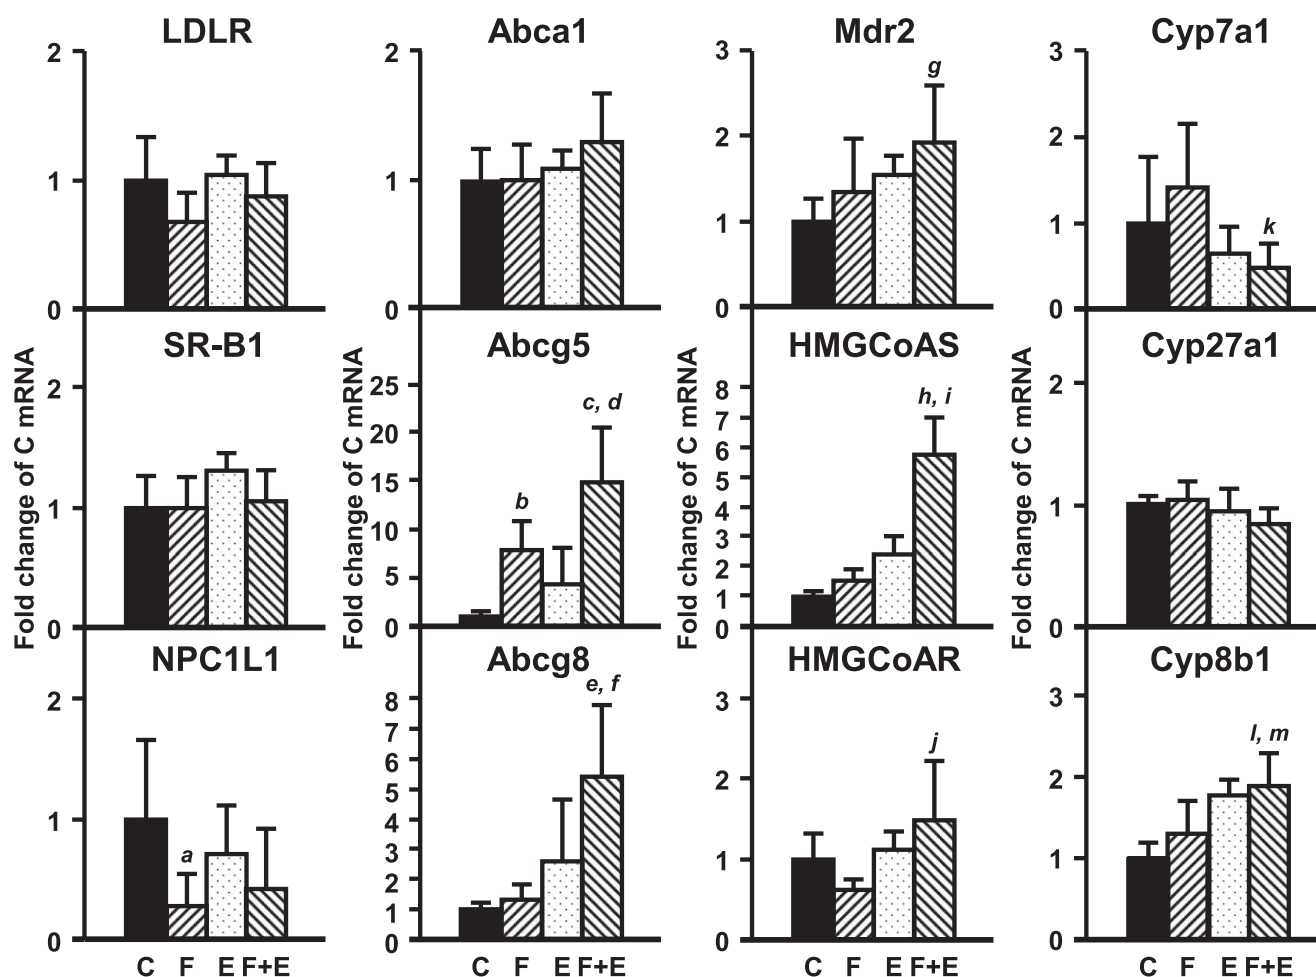 LDLR
Abca1
Mdr2
Cyp7a1
2
1
0
2
1
0
g
3
2
1
0
k
3
2
1
0
SR-B1
Abcg5
HMGCoAS
Cyp27a1
Fold change of C mRNA
2
1
0
Fold change of C mRNA
b
c, d
25
20
15
10
5
0
Fold change of C mRNA
h, i
8
7
6
5
4
3
2
1
0
Fold change of C mRNA
2
1
0
NPC1L1
Abcg8
HMGCoAR
Cyp8b1
a
2
1
0
e, f
8
7
6
5
4
3
2
1
0
j
3
2
1
0
l, m
3
2
1
0
C F E F+E
C F E F+E
C F E F+E
C F E F+E